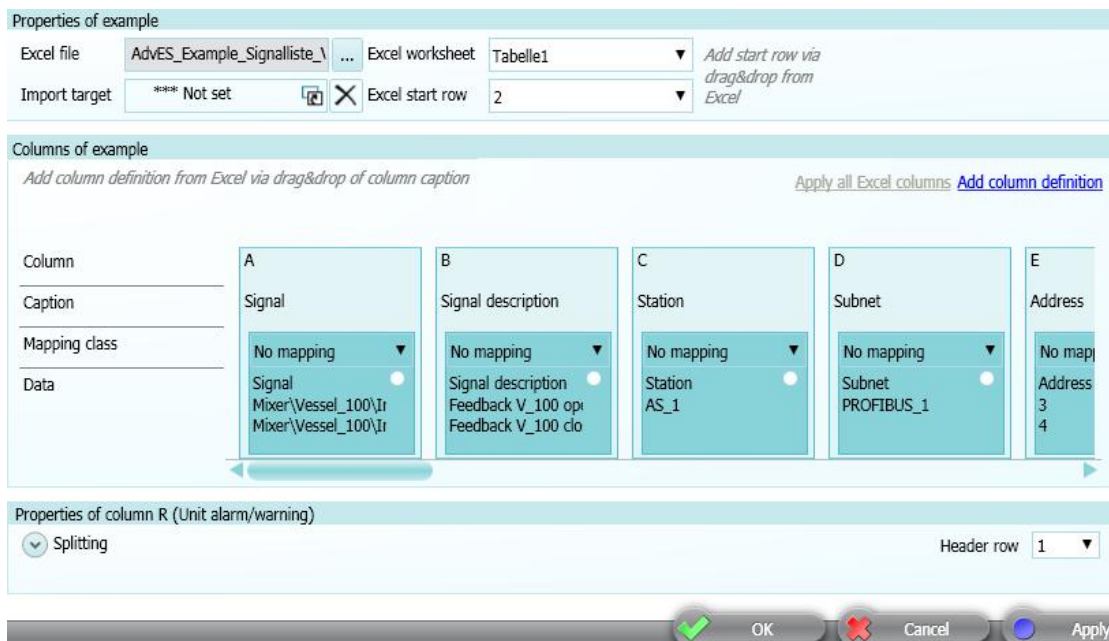 Properties of example
Excel file AdvES_Example_Signalliste_\ ... Excel worksheet Tabelle1 Add start row via
drag&drop from
Import target *** Not set Excel start row 2 Excel
Columns of example
Add column definition from Excel via drag&drop of column caption
Apply all Excel columns Add column definition
Column A B C D E
Caption Signal Signal description Station Subnet Address
Mapping class No mapping No mapping No mapping No mapping No mapp
Data Signal Signal description Station Subnet Address
Mixer\Vessel_100\Ir Feedback V_100 ope AS_1 PROFIBUS_1 3
Mixer\Vessel_100\Ir Feedback V_100 clo 4
Properties of column R (Unit alarm/warning)
Splitting Header row 1
OK Cancel Apply